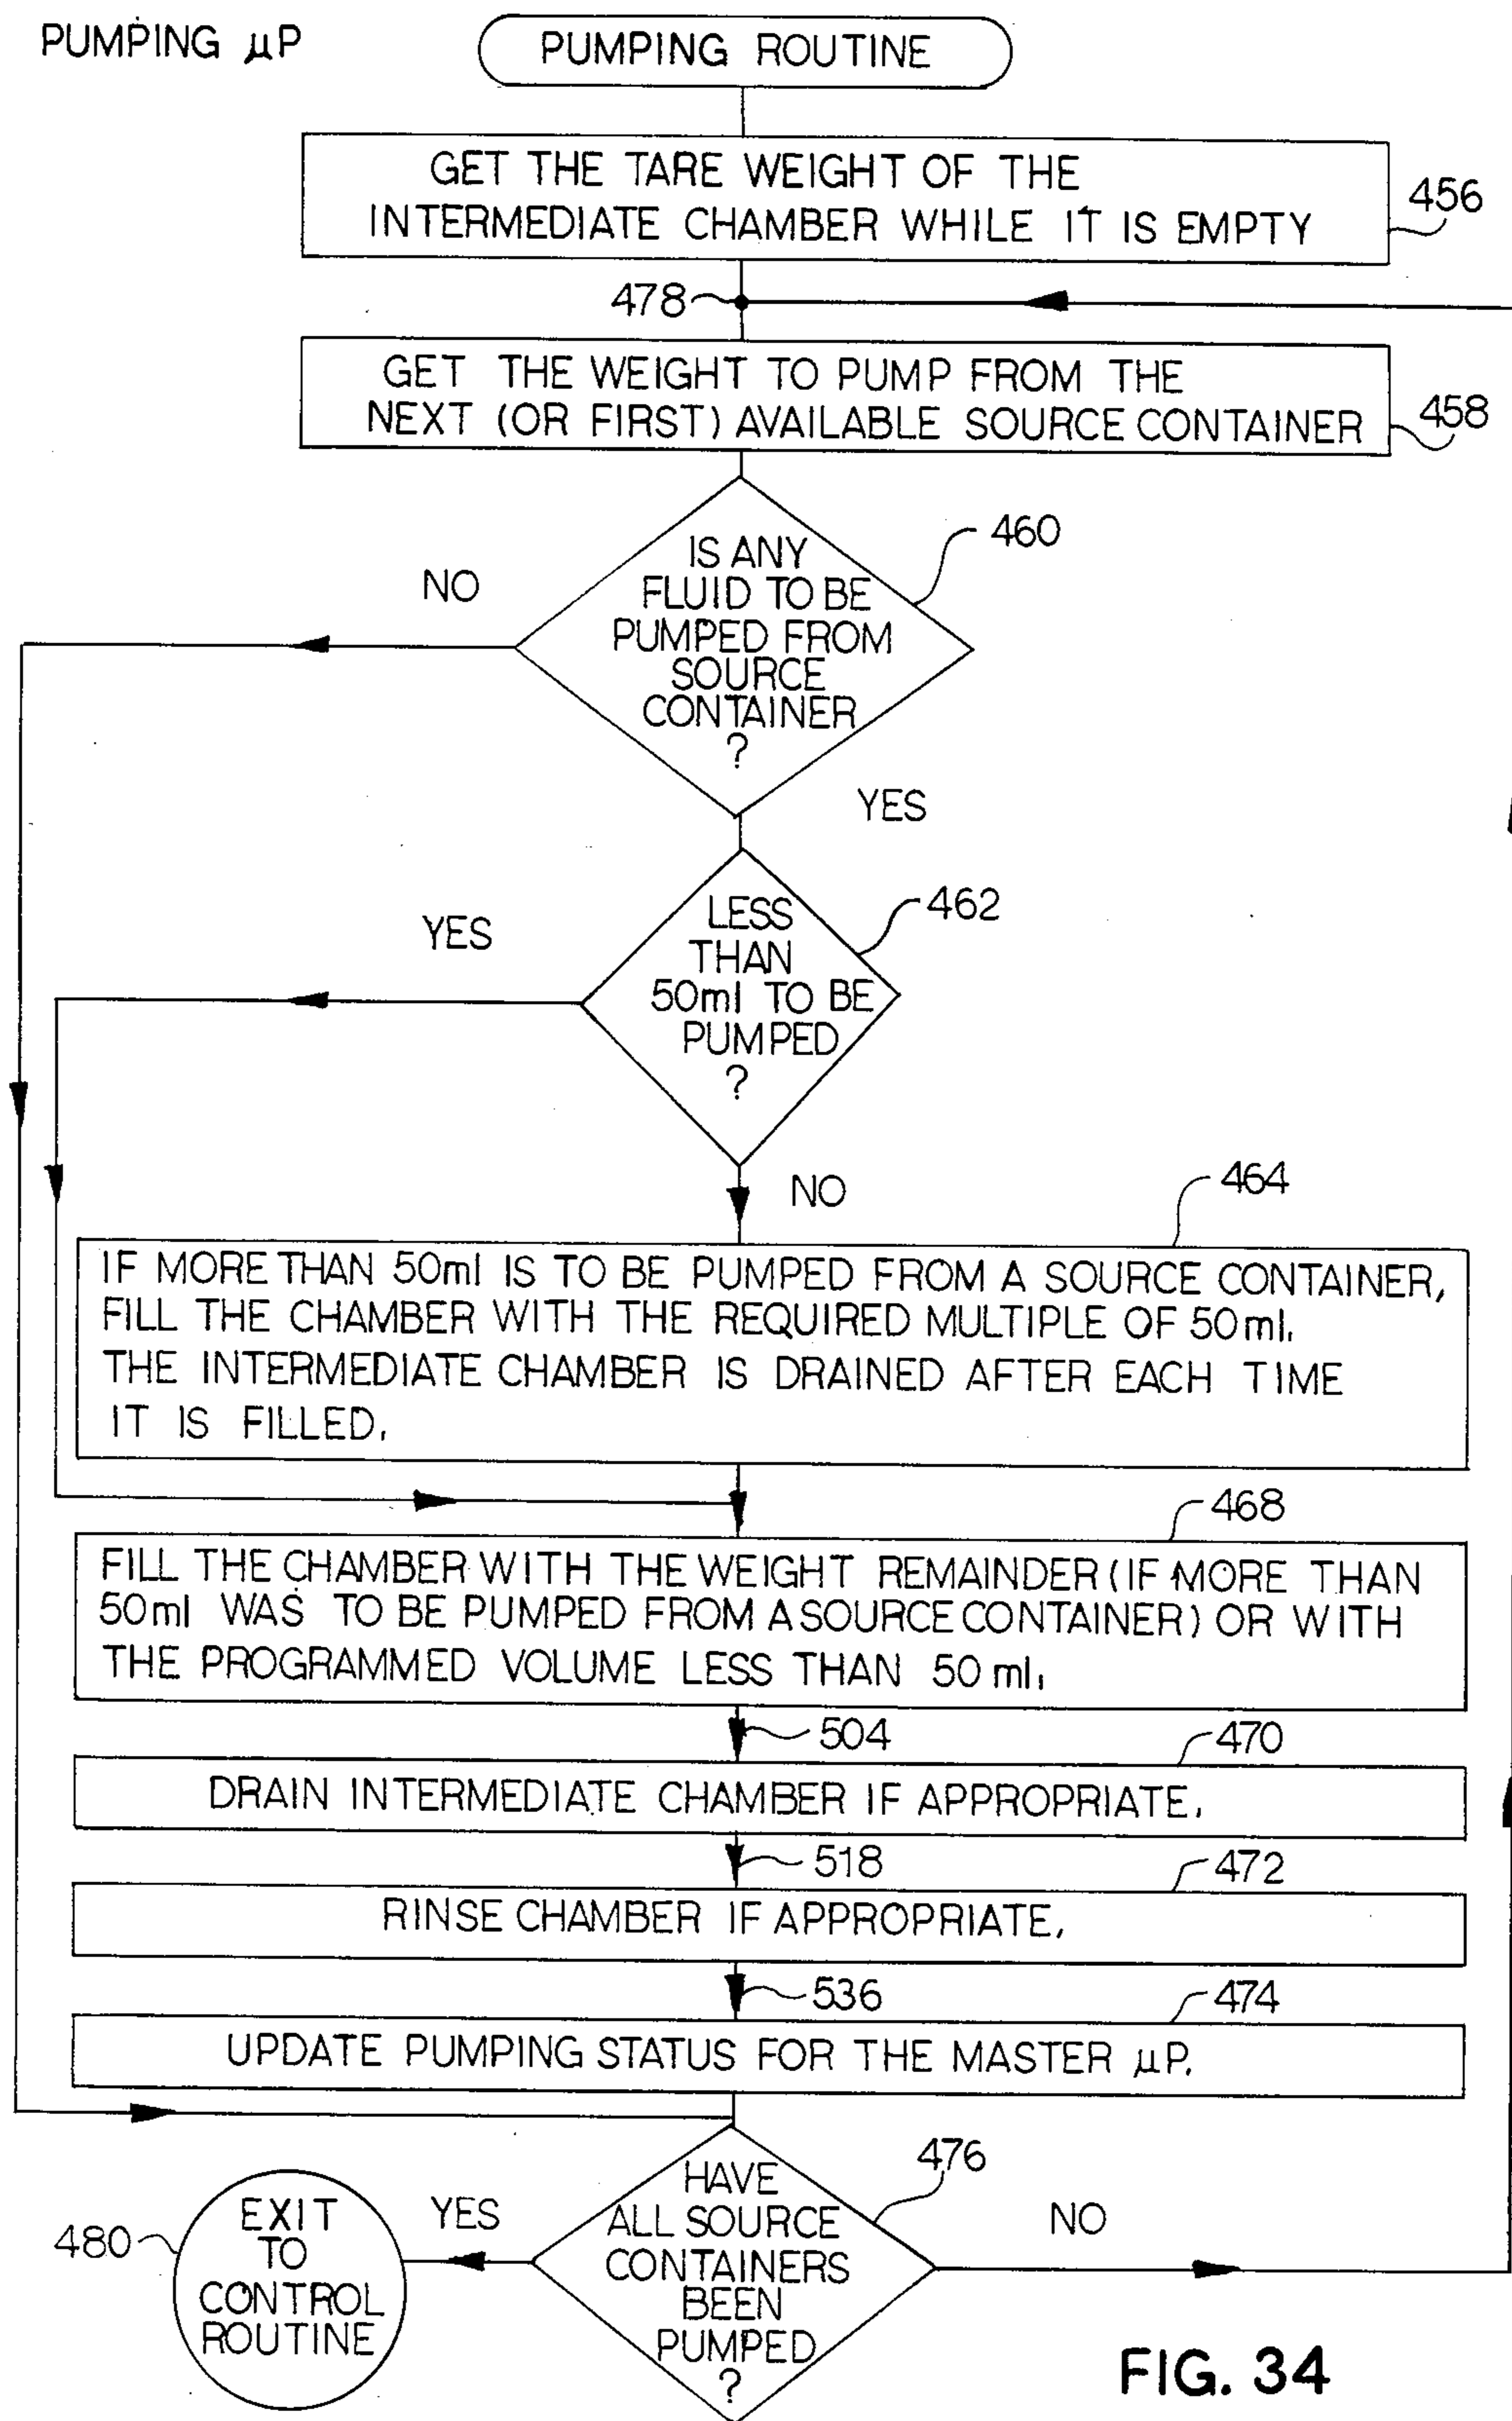 PUMPING µP
PUMPING ROUTINE
GET THE TARE WEIGHT OF THE
INTERMEDIATE CHAMBER WHILE IT IS EMPTY
456
478
GET THE WEIGHT TO PUMP FROM THE
NEXT (OR FIRST) AVAILABLE SOURCE CONTAINER
458
460
IS ANY
FLUID TO BE
PUMPED FROM
SOURCE
CONTAINER
?
NO
YES
462
LESS
THAN
50ml TO BE
PUMPED
?
YES
NO
464
IF MORE THAN 50ml IS TO BE PUMPED FROM A SOURCE CONTAINER,
FILL THE CHAMBER WITH THE REQUIRED MULTIPLE OF 50ml.
THE INTERMEDIATE CHAMBER IS DRAINED AFTER EACH TIME
IT IS FILLED.
468
FILL THE CHAMBER WITH THE WEIGHT REMAINDER (IF MORE THAN
50ml WAS TO BE PUMPED FROM A SOURCE CONTAINER) OR WITH
THE PROGRAMMED VOLUME LESS THAN 50 ml.
504
470
DRAIN INTERMEDIATE CHAMBER IF APPROPRIATE.
518
472
RINSE CHAMBER IF APPROPRIATE.
536
474
UPDATE PUMPING STATUS FOR THE MASTER µP.
476
HAVE
ALL SOURCE
CONTAINERS
BEEN
PUMPED
?
YES
NO
480
EXIT
TO
CONTROL
ROUTINE
FIG. 34